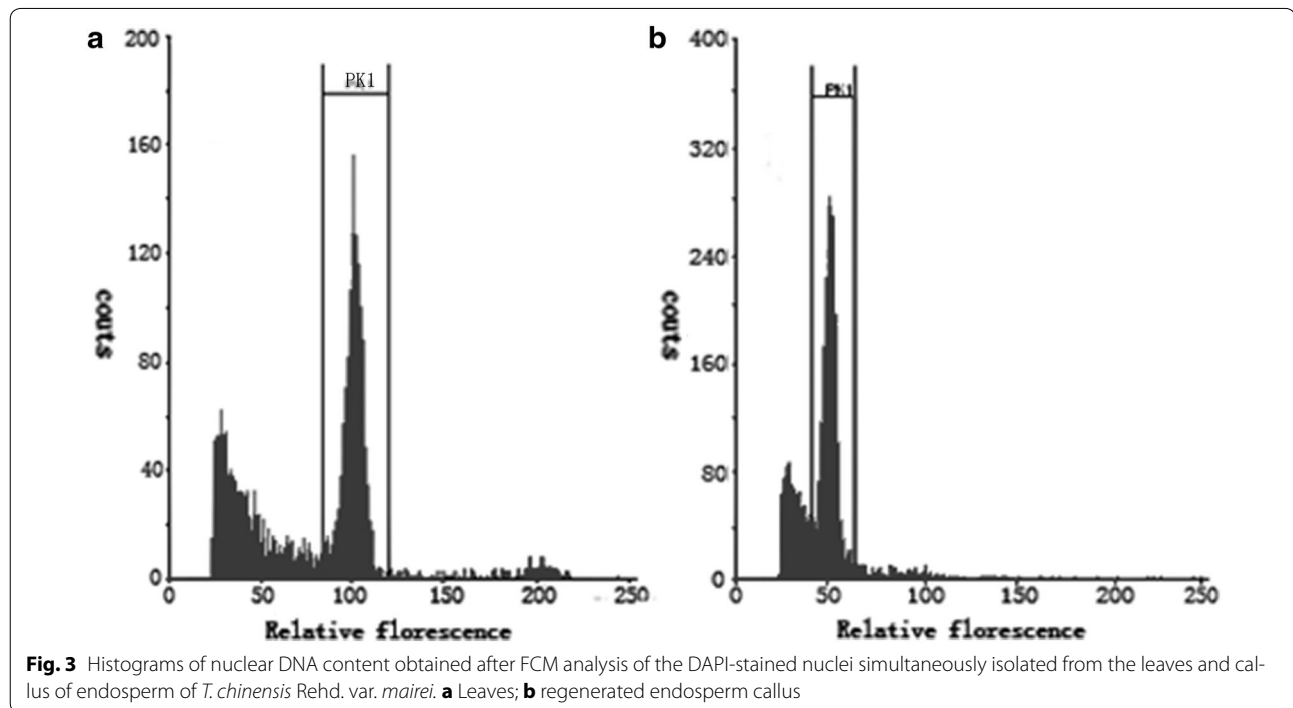 a
200
160
120
80
40
0
couts
PK1
0 50 100 150 200 250
Relative florescence
b
400
320
240
160
80
0
couts
PK1
0 50 100 150 200 250
Relative florescence
Fig. 3 Histograms of nuclear DNA content obtained after FCM analysis of the DAPI-stained nuclei simultaneously isolated from the leaves and cal-
lus of endosperm of T. chinensis Rehd. var. mairei. a Leaves; b regenerated endosperm callus